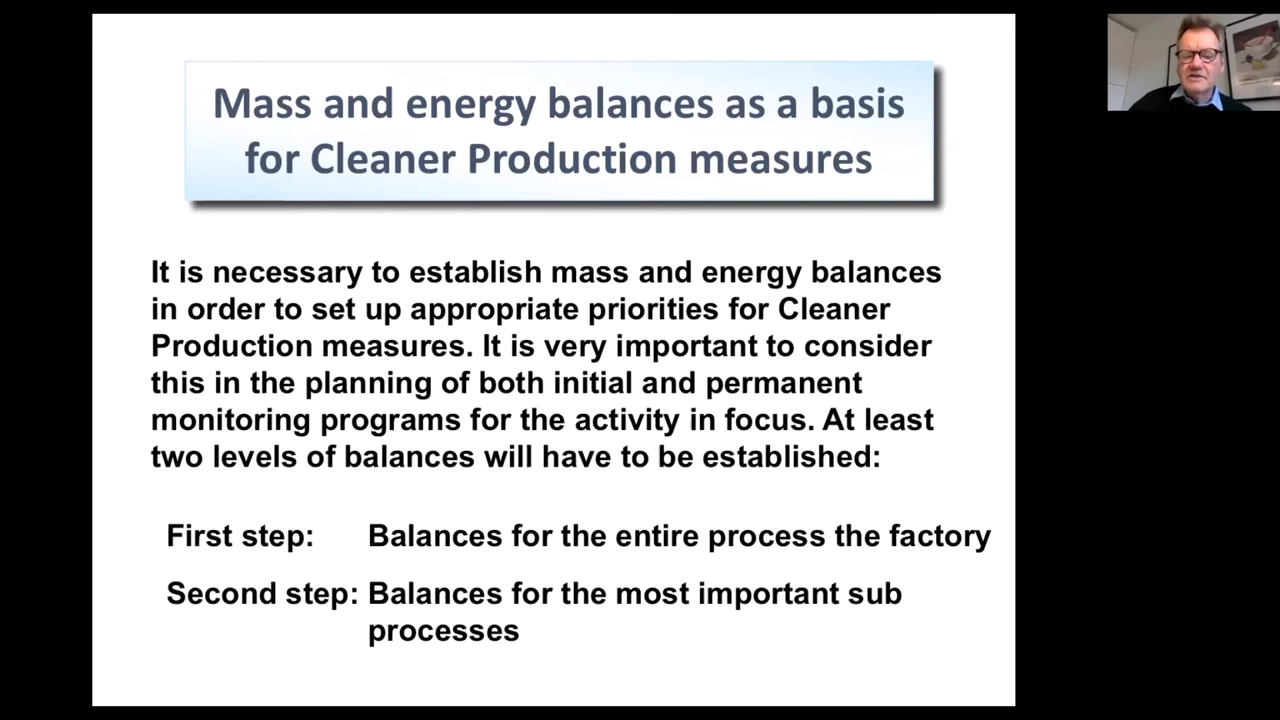 Mass and energy balances as a basis
for Cleaner Production measures
It is necessary to establish mass and energy balances
in order to set up appropriate priorities for Cleaner
Production measures. It is very important to consider
this in the planning of both initial and permanent
monitoring programs for the activity in focus. At least
two levels of balances will have to be established:
First step: Balances for the entire process the factory
Second step: Balances for the most important sub
processes